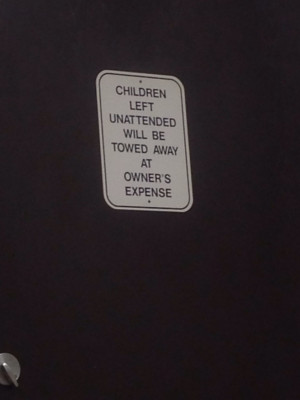 CHILDREN
LEFT
UNATTENDED
WILL BE
TOWED AWAY
AT
OWNER'S
EXPENSE